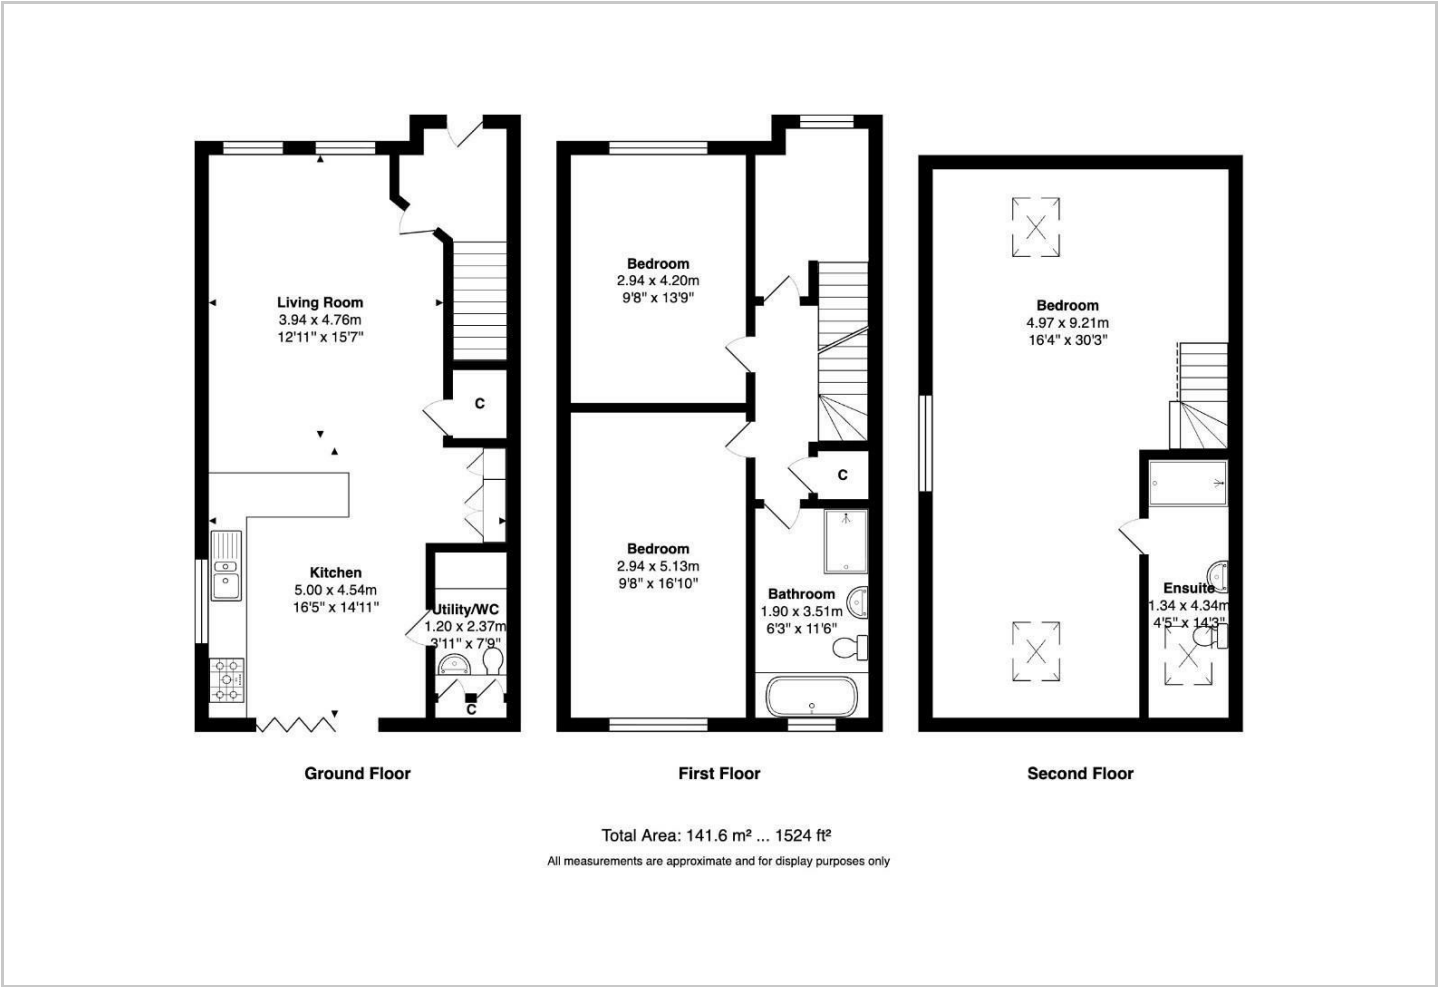 Living Room
3.94 x 4.76m
12'11" x 15'7"
C
Kitchen
5.00 x 4.54m
16'5" x 14'11"
Utility/WC
1.20 x 2.37m
3'11" x 7'9"
C
Ground Floor
Bedroom
2.94 x 4.20m
9'8" x 13'9"
Bedroom
2.94 x 5.13m
9'8" x 16'10"
C
Bathroom
1.90 x 3.51m
6'3" x 11'6"
First Floor
Bedroom
4.97 x 9.21m
16'4" x 30'3"
Ensuite
1.34 x 4.34m
4'5" x 14'3"
Second Floor
Total Area: 141.6 m² ... 1524 ft²
All measurements are approximate and for display purposes only